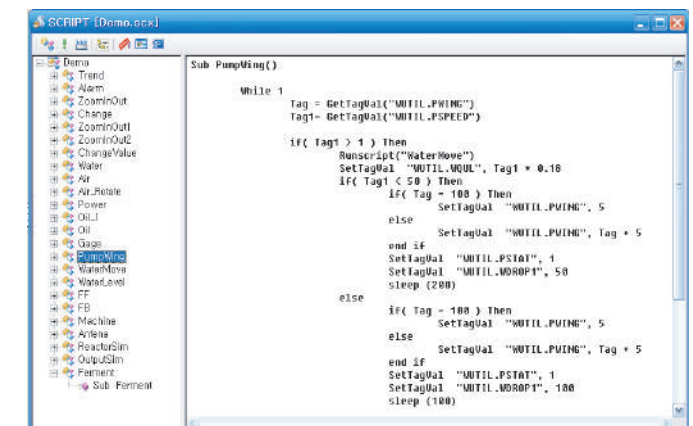 SCRIPT [Demo.scx]
Demo
Trend
Alarm
ZoomInOut
Change
ZoomInOut1
ZoomInOut2
ChangeValue
Water
Air
Air_Rotate
Power
Oil_I
Oil
Gage
PumpWing
WaterMove
WaterLevel
FF
FB
Machine
Antena
ReactorSim
OutputSim
Ferment
Sub Ferment
Sub PumpWing()
While 1
Tag = GetTagVal("WUTIL.PWING")
Tag1= GetTagVal("WUTIL.PSPEED")
if( Tag1 > 1 ) Then
Runscript("WaterMove")
SetTagVal "WUTIL.WQUL", Tag1 * 0.18
if( Tag1 < 50 ) Then
if( Tag = 100 ) Then
SetTagVal "WUTIL.PWING", 5
else
SetTagVal "WUTIL.PWING", Tag + 5
end if
SetTagVal "WUTIL.PSTAT", 1
SetTagVal "WUTIL.WDROP1", 50
sleep (200)
else
if( Tag = 100 ) Then
SetTagVal "WUTIL.PWING", 5
else
SetTagVal "WUTIL.PWING", Tag + 5
end if
SetTagVal "WUTIL.PSTAT", 1
SetTagVal "WUTIL.WDROP1", 100
sleep (100)